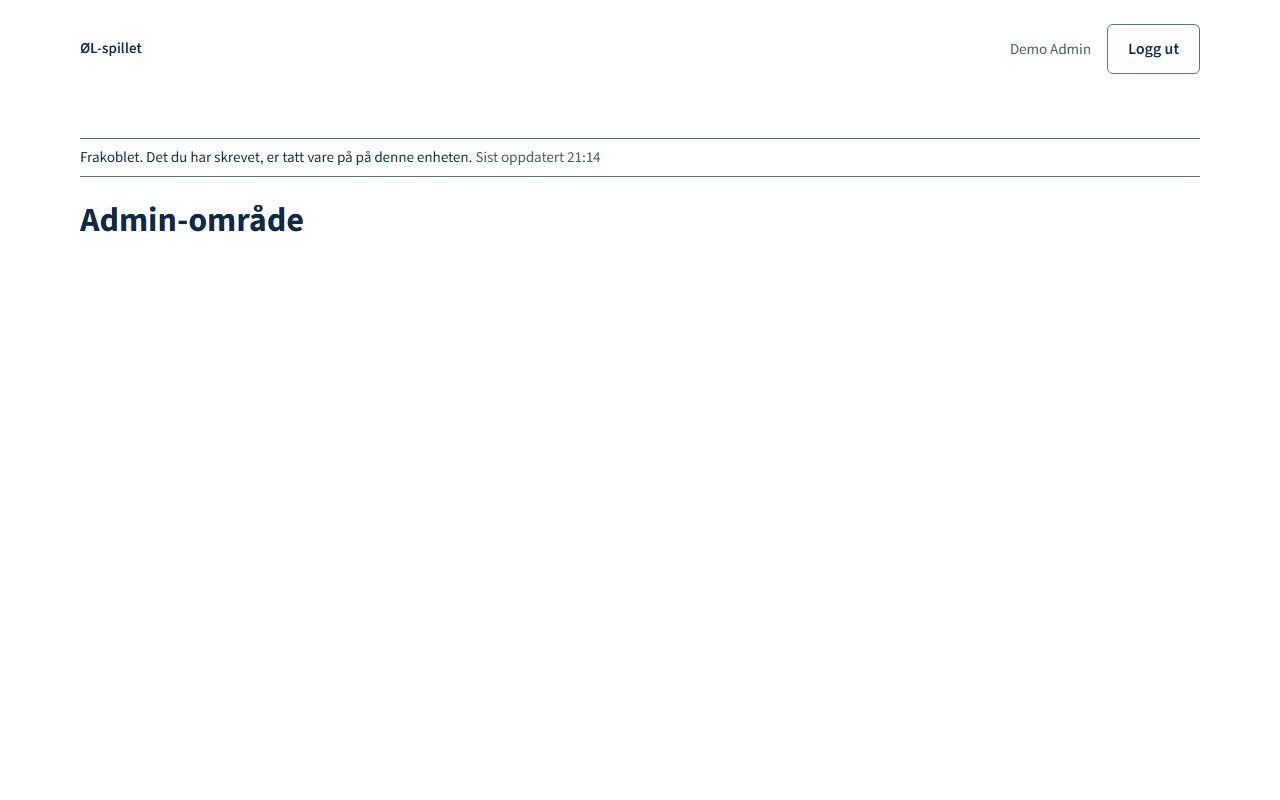 ØL-spillet
Demo Admin
Logg ut
Frakoblet. Det du har skrevet, er tatt vare på på denne enheten. Sist oppdatert 21:14
Admin-område